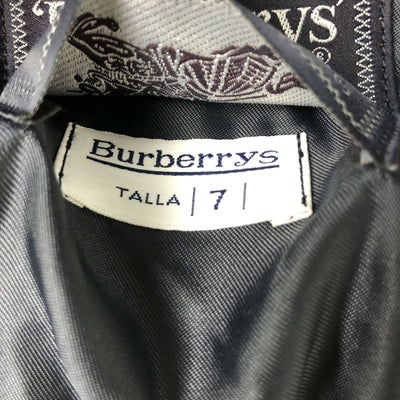 Burberrys
®
TALLA | 7 |